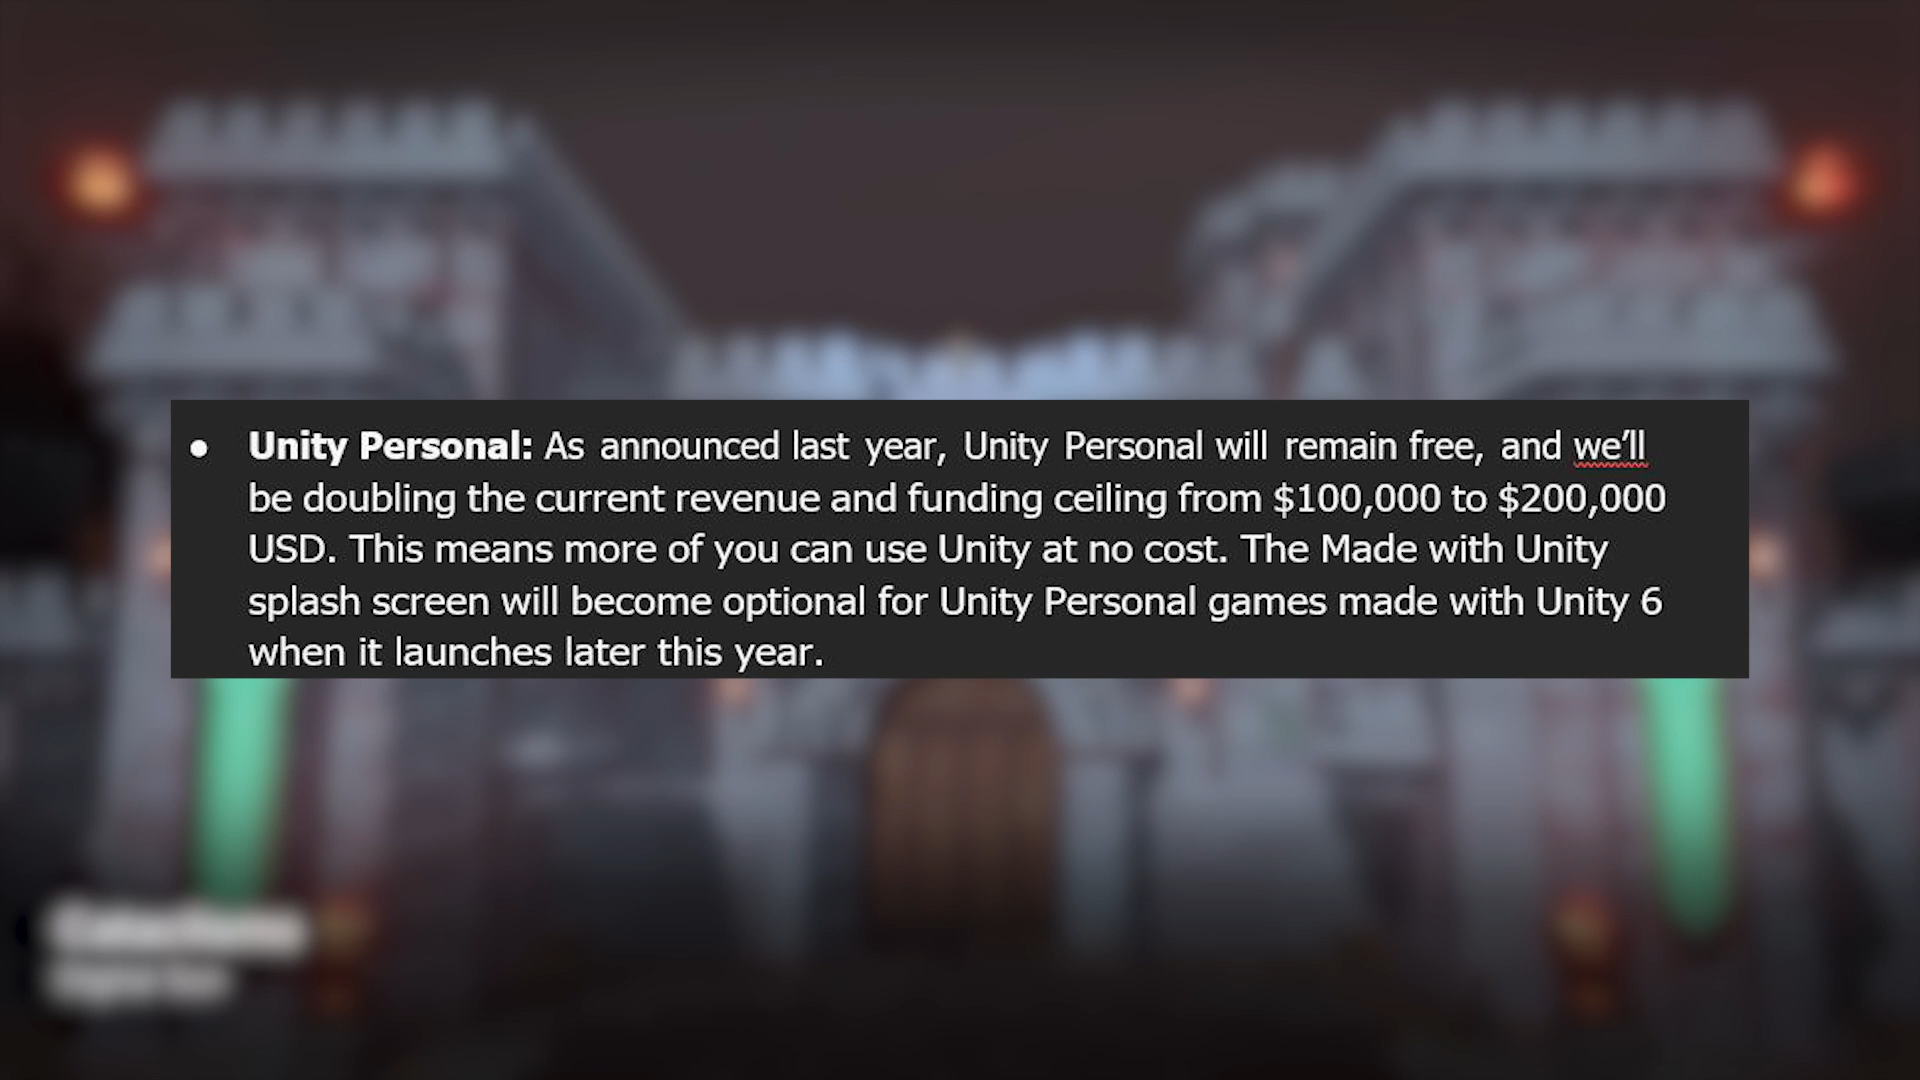 ● Unity Personal: As announced last year, Unity Personal will remain free, and we’ll
be doubling the current revenue and funding ceiling from $100,000 to $200,000
USD. This means more of you can use Unity at no cost. The Made with Unity
splash screen will become optional for Unity Personal games made with Unity 6
when it launches later this year.